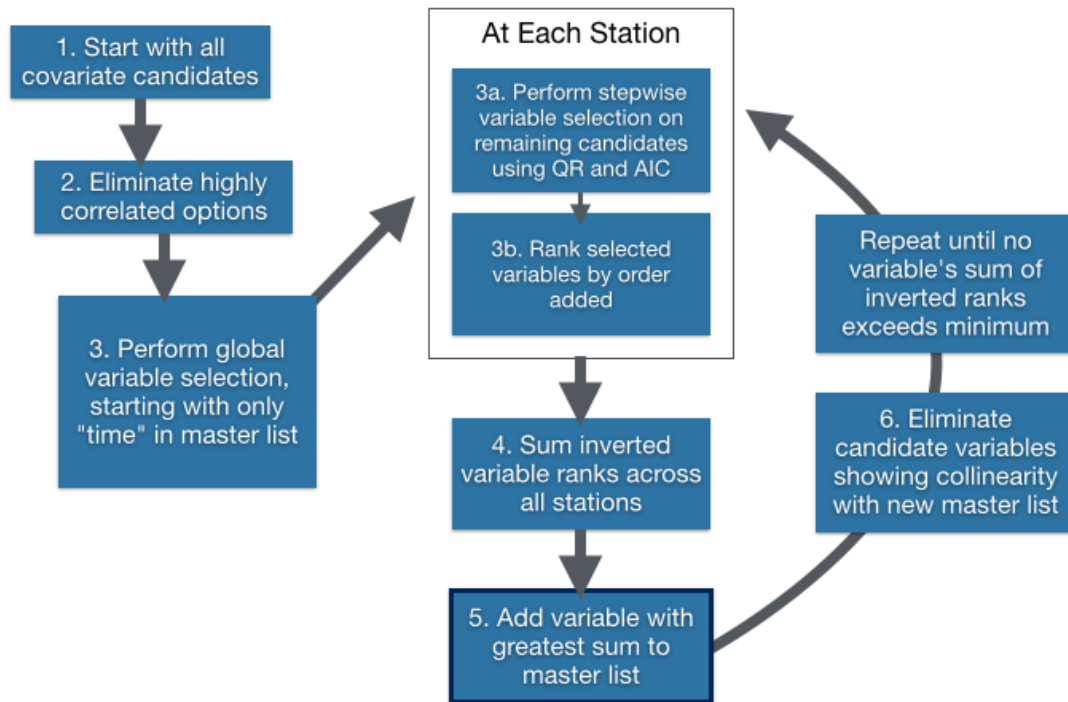 1. Start with all
covariate candidates
2. Eliminate highly
correlated options
3. Perform global
variable selection,
starting with only
"time" in master list
At Each Station
3a. Perform stepwise
variable selection on
remaining candidates
using QR and AIC
3b. Rank selected
variables by order
added
4. Sum inverted
variable ranks across
all stations
5. Add variable with
greatest sum to
master list
6. Eliminate
candidate variables
showing collinearity
with new master list
Repeat until no
variable's sum of
inverted ranks
exceeds minimum